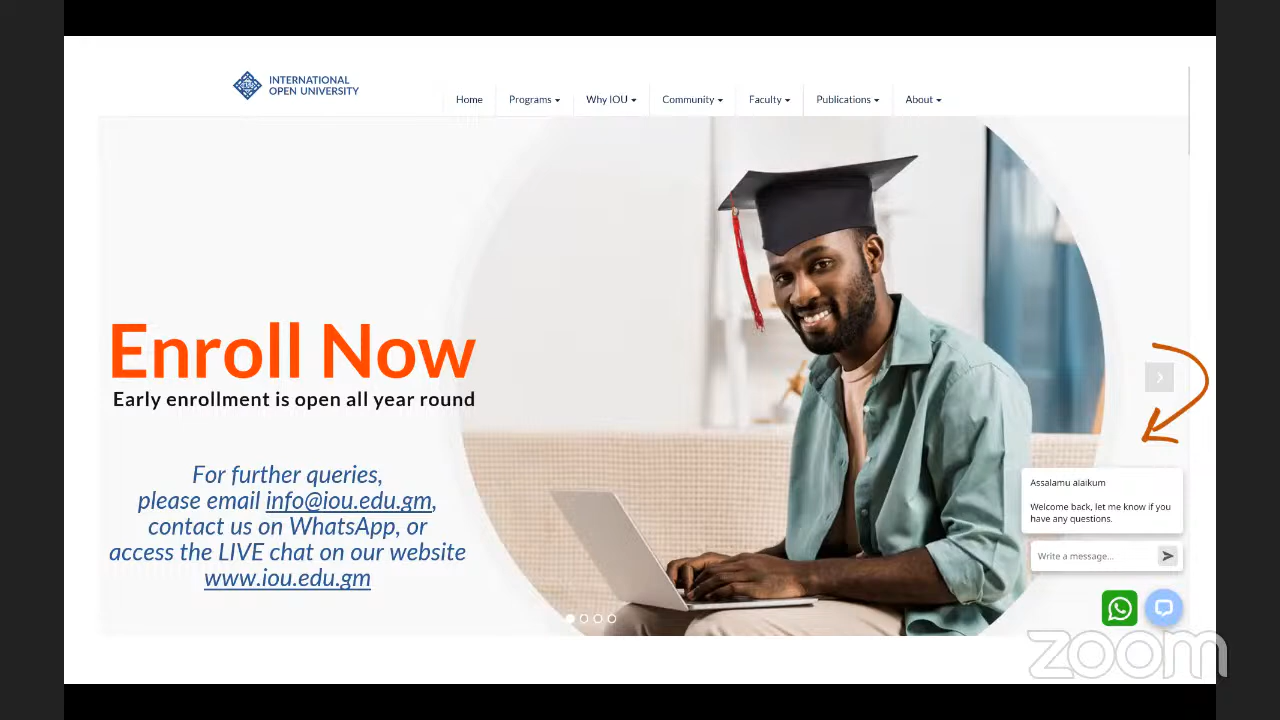 INTERNATIONAL
OPEN UNIVERSITY
Home
Programs
Why IOU
Community
Faculty
Publications
About
Enroll Now
Early enrollment is open all year round
For further queries,
please email info@iou.edu.gm,
contact us on WhatsApp, or
access the LIVE chat on our website
www.iou.edu.gm
Assalamu alaikum
Welcome back, let me know if you
have any questions.
Write a message...
zoom